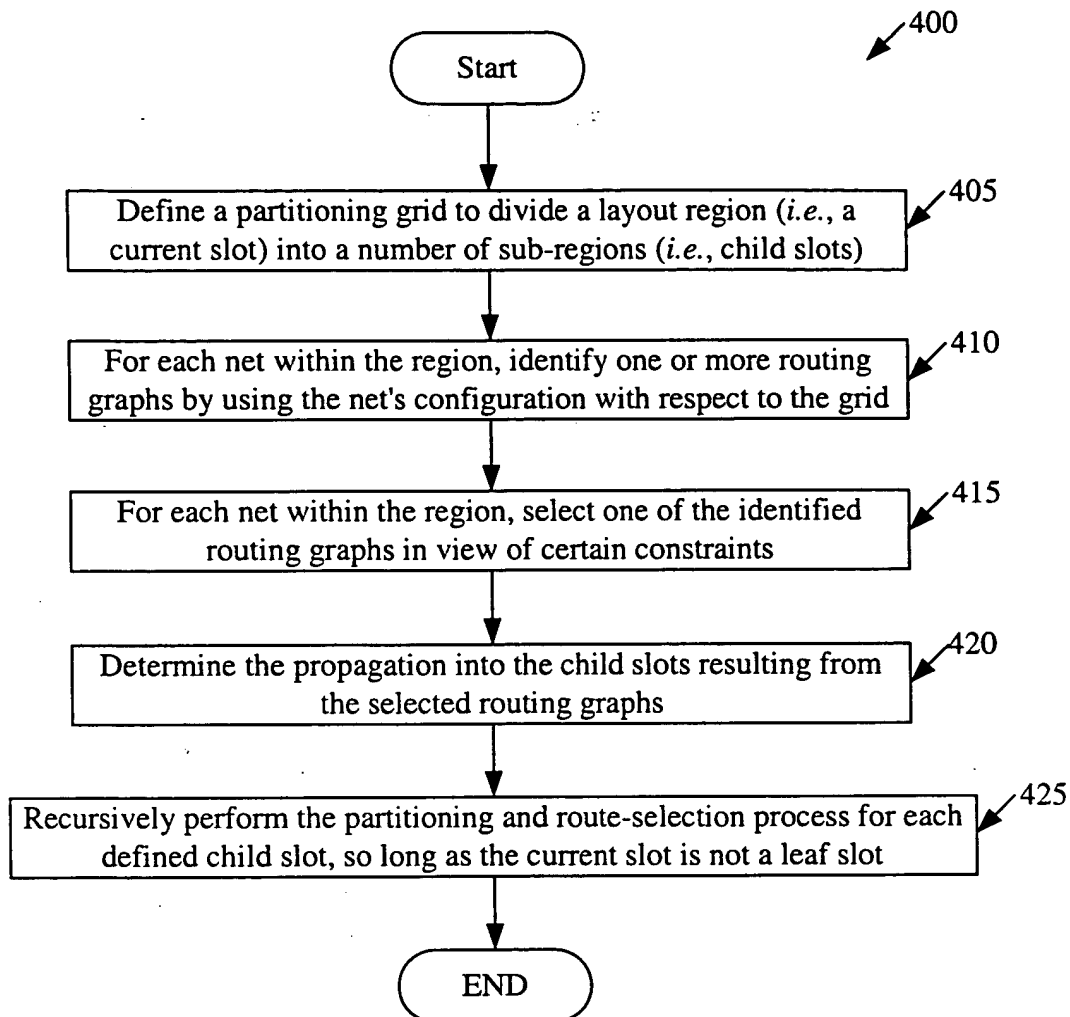 400
Start
405
Define a partitioning grid to divide a layout region (i.e., a
current slot) into a number of sub-regions (i.e., child slots)
410
For each net within the region, identify one or more routing
graphs by using the net's configuration with respect to the grid
415
For each net within the region, select one of the identified
routing graphs in view of certain constraints
420
Determine the propagation into the child slots resulting from
the selected routing graphs
425
Recursively perform the partitioning and route-selection process for each
defined child slot, so long as the current slot is not a leaf slot
END